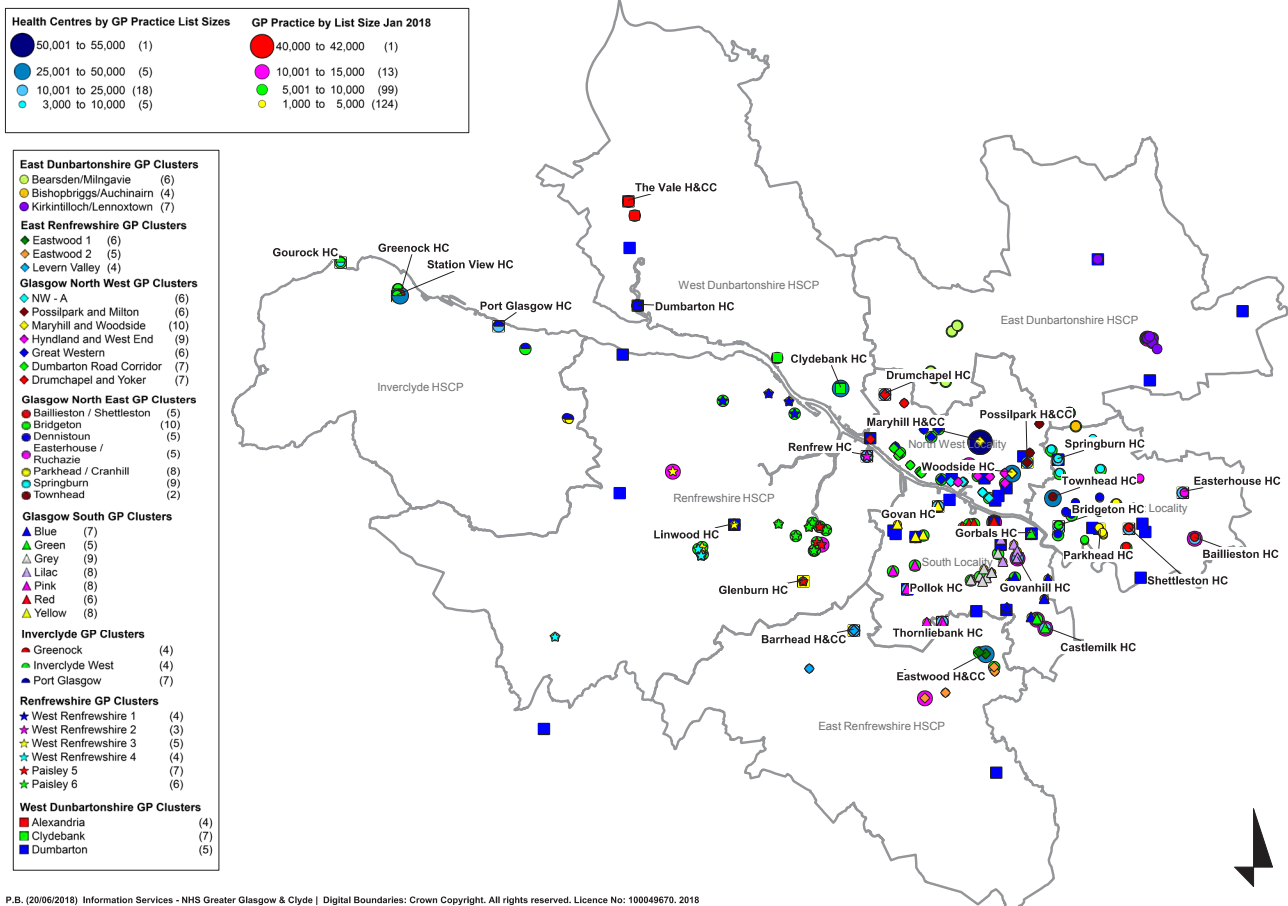 Health Centres by GP Practice List Sizes
50,001 to 55,000 (1)
25,001 to 50,000 (5)
10,001 to 25,000 (18)
3,000 to 10,000 (5)
GP Practice by List Size Jan 2018
40,000 to 42,000 (1)
10,001 to 15,000 (13)
5,001 to 10,000 (99)
1,000 to 5,000 (124)
East Dunbartonshire GP Clusters
Bearsden/Milngavie (6)
Bishopbriggs/Auchinairn (4)
Kirkintilloch/Lennoxtown (7)
East Renfrewshire GP Clusters
Eastwood 1 (6)
Eastwood 2 (5)
Levern Valley (4)
Glasgow North West GP Clusters
NW - A (6)
Possilpark and Milton (6)
Maryhill and Woodside (10)
Hyndland and West End (9)
Great Western (6)
Dumbarton Road Corridor (7)
Drumchapel and Yoker (7)
Glasgow North East GP Clusters
Baillieston / Shettleston (5)
Bridgeton (10)
Dennistoun (5)
Easterhouse /
Ruchazie (5)
Parkhead / Cranhill (8)
Springburn (9)
Townhead (2)
Glasgow South GP Clusters
Blue (7)
Green (5)
Grey (9)
Lilac (8)
Pink (8)
Red (6)
Yellow (8)
Inverclyde GP Clusters
Greenock (4)
Inverclyde West (4)
Port Glasgow (7)
Renfrewshire GP Clusters
West Renfrewshire 1 (4)
West Renfrewshire 2 (3)
West Renfrewshire 3 (5)
West Renfrewshire 4 (4)
Paisley 5 (7)
Paisley 6 (6)
West Dunbartonshire GP Clusters
Alexandria (4)
Clydebank (7)
Dumbarton (5)
The Vale H&CC
Gourock HC
Greenock HC
Station View HC
Port Glasgow HC
West Dunbartonshire HSCP
Dumbarton HC
East Dunbartonshire HSCP
Clydebank HC
Inverclyde HSCP
Drumchapel HC
Possilpark H&CC
Maryhill H&CC
North West Locality
Renfrew HC
Springburn HC
Woodside HC
Townhead HC
Easterhouse HC
Renfrewshire HSCP
Bridgeton HC
Locality
Govan HC
Linwood HC
Gorbals HC
Parkhead HC
Baillieston HC
South Locality
Shettleston HC
Glenburn HC
Pollok HC
Govanhill HC
Barrhead H&CC
Thornliebank HC
Castlemilk HC
Eastwood H&CC
East Renfrewshire HSCP
P.B. (20/06/2018) Information Services - NHS Greater Glasgow & Clyde | Digital Boundaries: Crown Copyright. All rights reserved. Licence No: 100049670. 2018